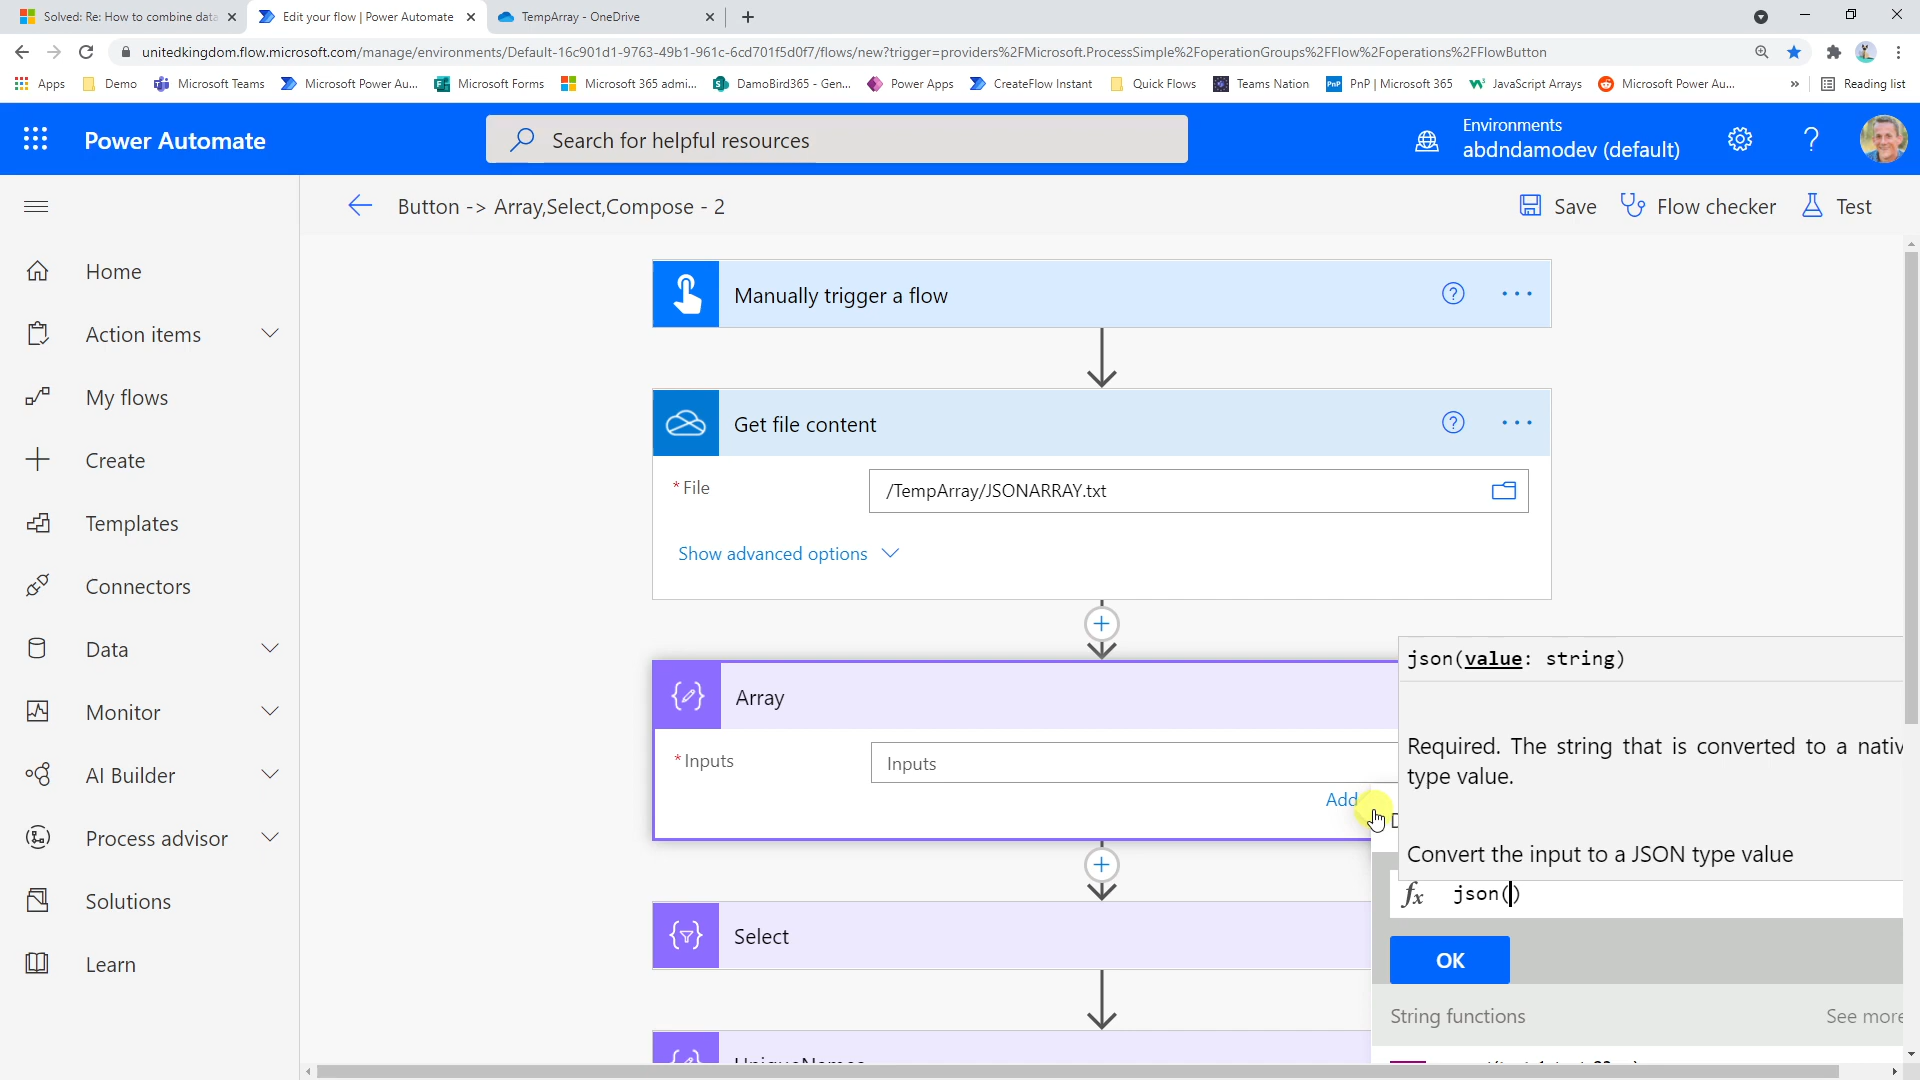 Solved: Re: How to combine data
Edit your flow | Power Automate
TempArray - OneDrive
unitedkingdom.flow.microsoft.com/manage/environments/Default-16c901d1-9763-49b1-961c-6cd701f5d0f7/flows/new?trigger=providers%2FMicrosoft.ProcessSimple%2FoperationGroups%2FFlow%2Foperations%2FFlowButton
Apps
Demo
Microsoft Teams
Microsoft Power Au...
Microsoft Forms
Microsoft 365 admi...
DamoBird365 - Gen...
Power Apps
CreateFlow Instant
Quick Flows
Teams Nation
PnP | Microsoft 365
JavaScript Arrays
Microsoft Power Au...
»
Reading list
Power Automate
Search for helpful resources
Environments
abdndamodev (default)
Button -> Array,Select,Compose - 2
Save
Flow checker
Test
Home
Action items
My flows
Create
Templates
Connectors
Data
Monitor
AI Builder
Process advisor
Solutions
Learn
Manually trigger a flow
Get file content
* File
/TempArray/JSONARRAY.txt
Show advanced options
Array
* Inputs
Inputs
Add
json(value: string)
Required. The string that is converted to a nativ
type value.
Convert the input to a JSON type value
fx json()
OK
String functions
See more
Select